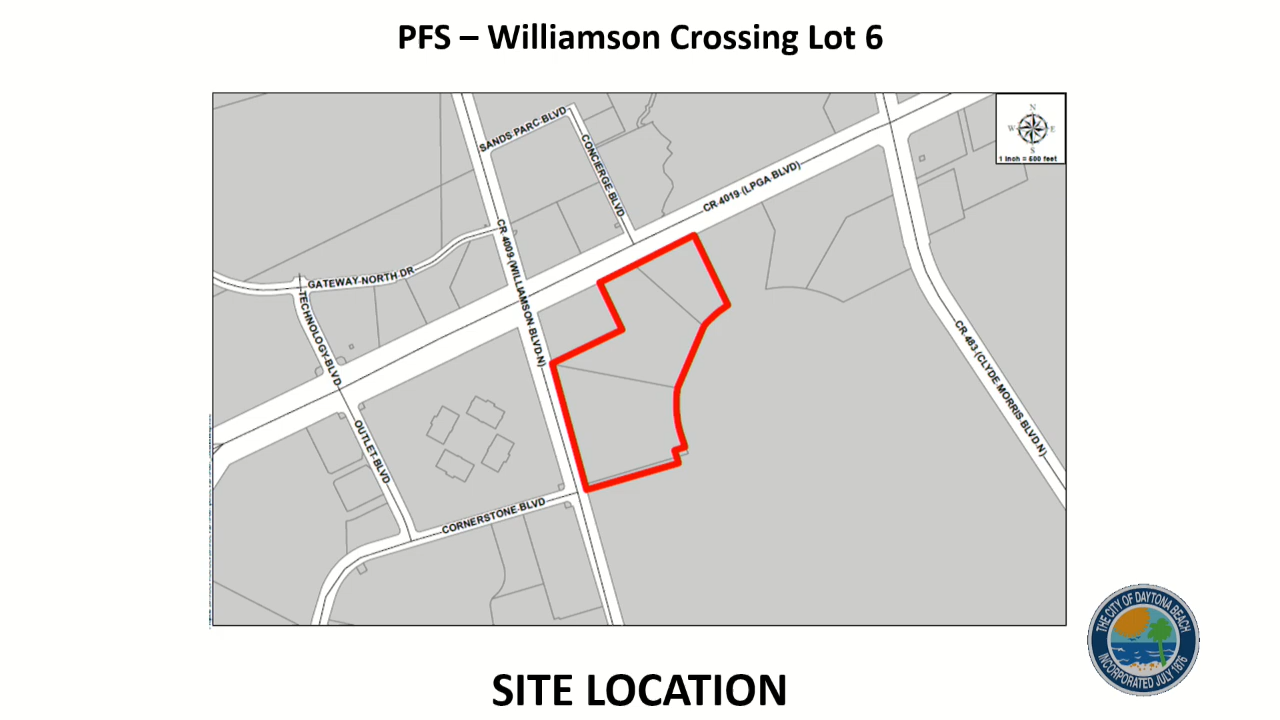 PFS – Williamson Crossing Lot 6
N
W E
S
1 inch = 600 feet
SANDS PARC BLVD
CONCIERGE BLVD
CR 4019 (LPGA BLVD)
CR 4009 (WILLIAMSON BLVD N)
GATEWAY NORTH DR
TECHNOLOGY BLVD
CR 483 (CLYDE MORRIS BLVD N)
OUTLET BLVD
CORNERSTONE BLVD
THE CITY OF DAYTONA BEACH
INCORPORATED JULY 1876
SITE LOCATION